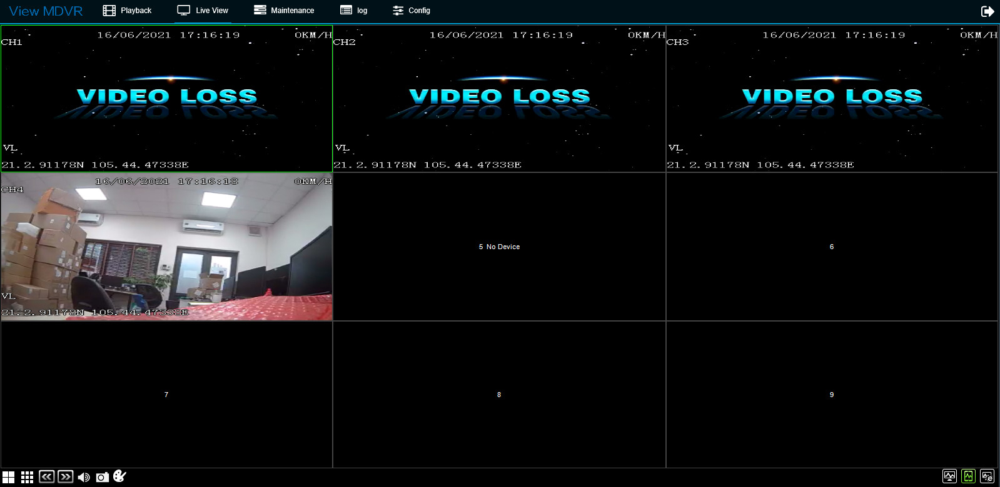 View MDVR Playback Live View Maintenance log Config
16/06/2021 17:16:19 0KM/H
CH1
VIDEO LOSS
VL
21.2.91178N 105.44.47338E
16/06/2021 17:16:19 0KM/H
CH2
VIDEO LOSS
VL
21.2.91178N 105.44.47338E
16/06/2021 17:16:19 0KM/H
CH3
VIDEO LOSS
VL
21.2.91178N 105.44.47338E
16/06/2021 17:16:18 0KM/H
CH4
VL
21.2.91178N 105.44.47338E
5 No Device
6
7
8
9